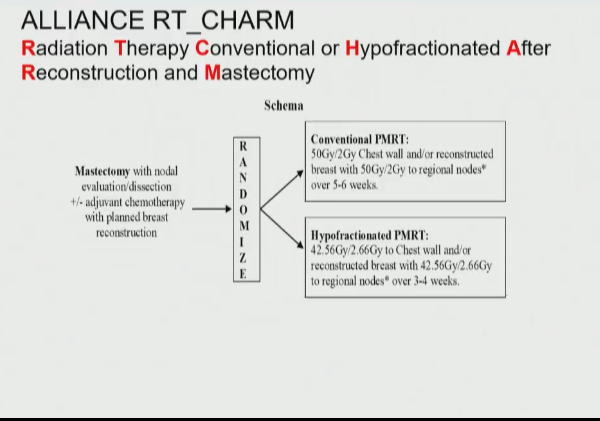 ALLIANCE RT_CHARM
Radiation Therapy Conventional or Hypofractionated After
Reconstruction and Mastectomy
Schema
Mastectomy with nodal
evaluation/dissection
+/- adjuvant chemotherapy
with planned breast
reconstruction
R
A
N
D
O
M
I
Z
E
Conventional PMRT:
50Gy/2Gy Chest wall and/or reconstructed
breast with 50Gy/2Gy to regional nodes*
over 5-6 weeks.
Hypofractionated PMRT:
42.56Gy/2.66Gy to Chest wall and/or
reconstructed breast with 42.56Gy/2.66Gy
to regional nodes* over 3-4 weeks.